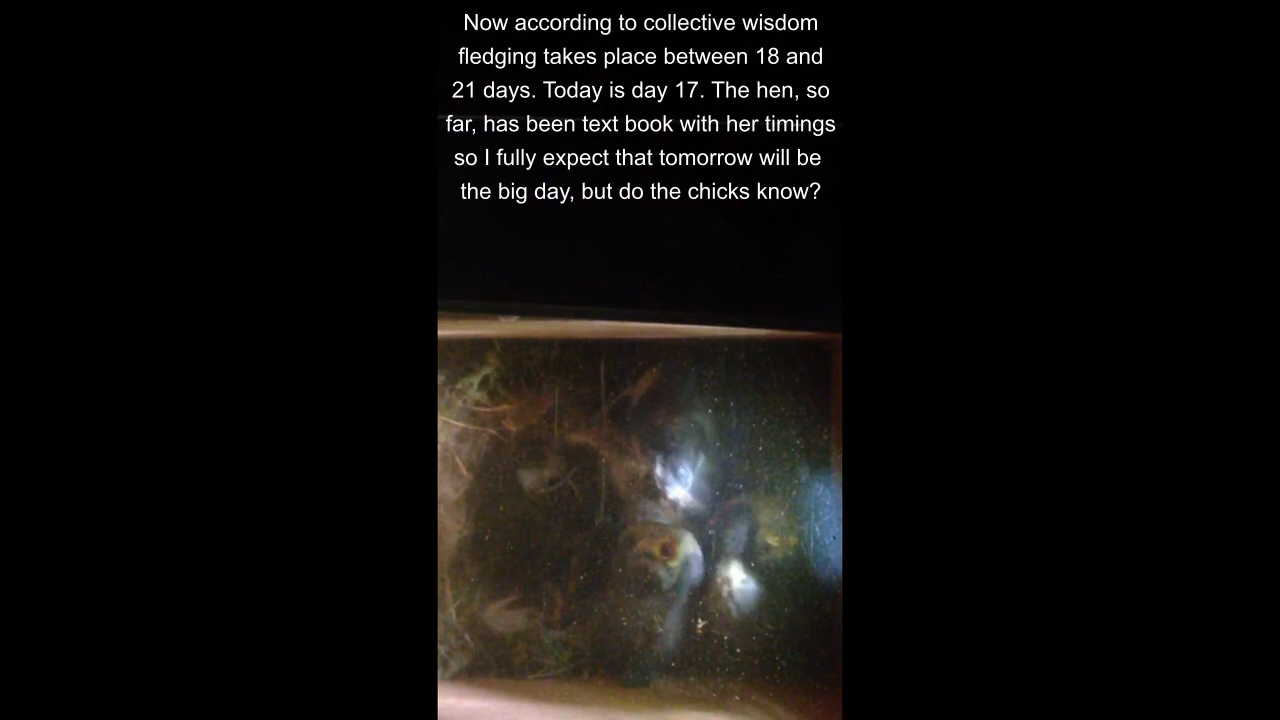 Now according to collective wisdom
fledging takes place between 18 and
21 days. Today is day 17. The hen, so
far, has been text book with her timings
so I fully expect that tomorrow will be
the big day, but do the chicks know?